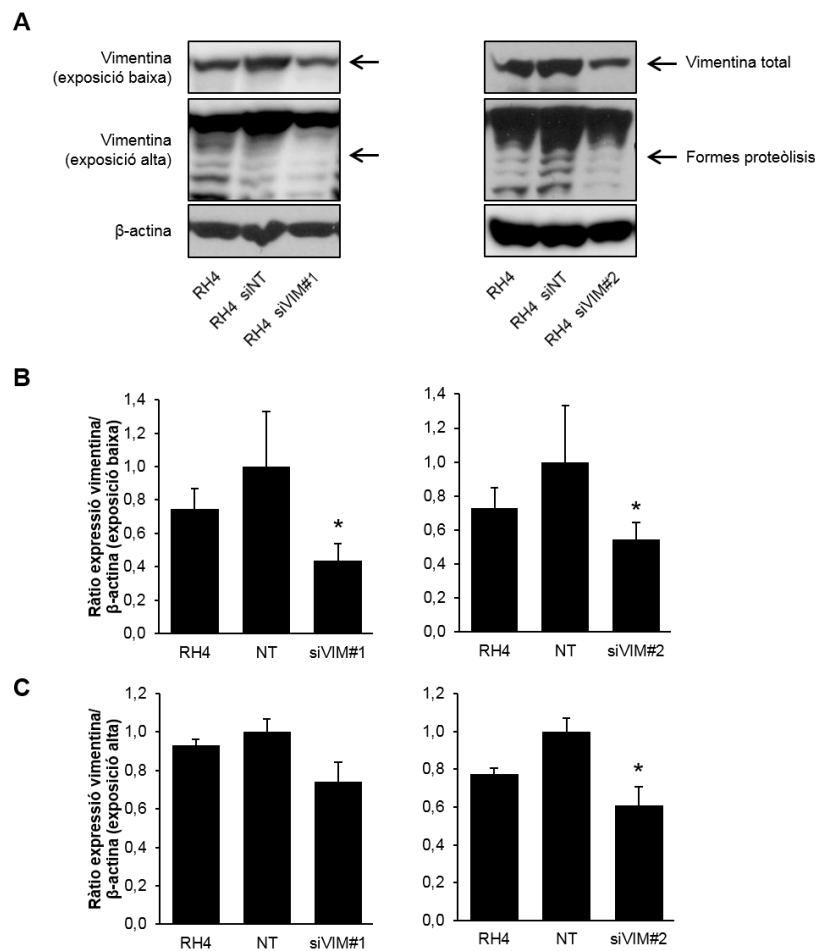 A
Vimentina
(exposició baixa)
Vimentina total
Vimentina
(exposició alta)
Formes proteòlisis
β-actina
RH4
RH4 siNT
RH4 siVIM#1
RH4
RH4 siNT
RH4 siVIM#2
B
Ràtio expressió vimentina/
β-actina (exposició baixa)
1,4
1,2
1,0
0,8
0,6
0,4
0,2
0,0
*
RH4 NT siVIM#1
1,4
1,2
1,0
0,8
0,6
0,4
0,2
0,0
*
RH4 NT siVIM#2
C
Ràtio expressió vimentina/
β-actina (exposició alta)
1,2
1,0
0,8
0,6
0,4
0,2
0,0
RH4 NT siVIM#1
1,2
1,0
0,8
0,6
0,4
0,2
0,0
*
RH4 NT siVIM#2